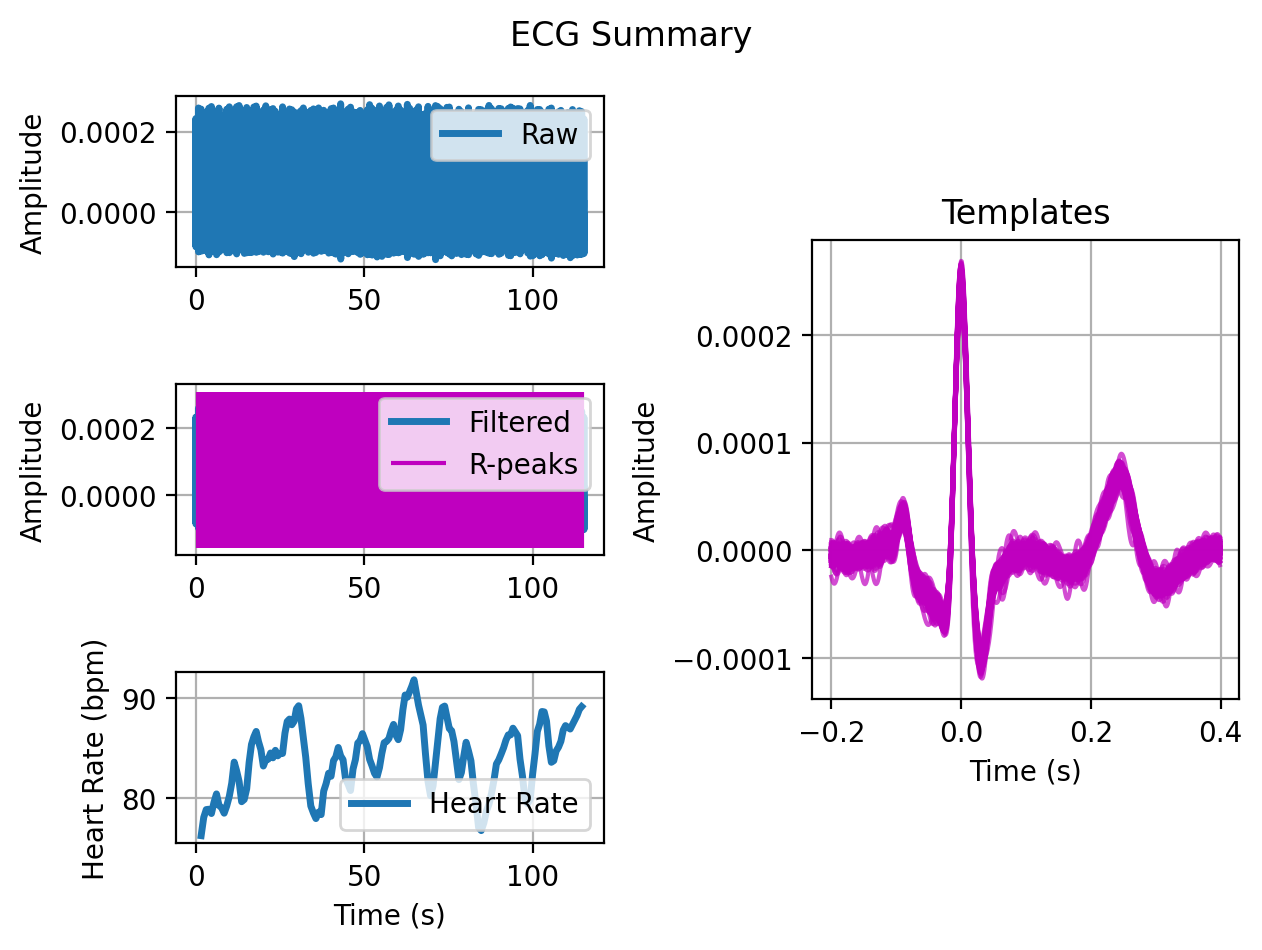 ECG Summary
Amplitude
0.0002
0.0000
Raw
0
50
100
Amplitude
0.0002
0.0000
Filtered
R-peaks
0
50
100
Heart Rate (bpm)
90
80
Heart Rate
0
50
100
Time (s)
Templates
Amplitude
0.0002
0.0001
0.0000
−0.0001
−0.2
0.0
0.2
0.4
Time (s)